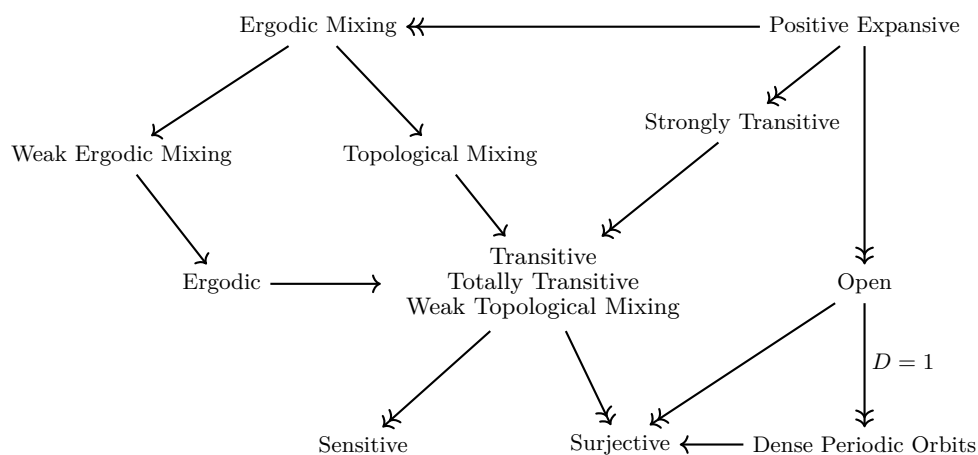 Ergodic Mixing
Positive Expansive
Strongly Transitive
Weak Ergodic Mixing
Topological Mixing
Transitive
Totally Transitive
Weak Topological Mixing
Ergodic
Open
D = 1
Sensitive
Surjective
Dense Periodic Orbits